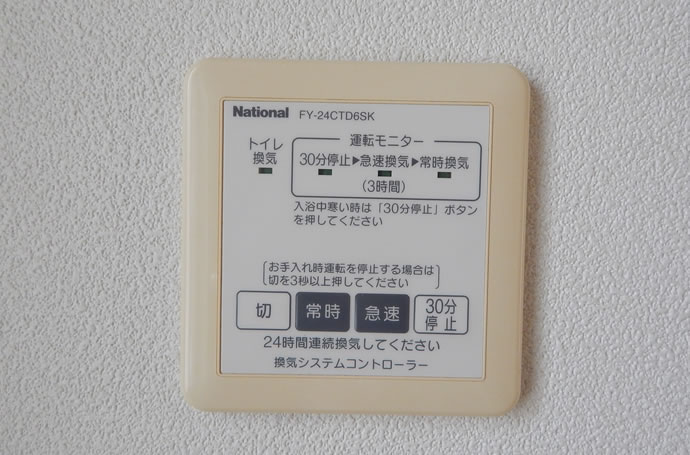 National FY-24CTD6SK
トイレ
換気
運転モニター
30分停止▶急速換気▶常時換気
(3時間)
入浴中寒い時は「30分停止」ボタン
を押してください
お手入れ時運転を停止する場合は
切を3秒以上押してください
切
常時
急速
30分
停止
24時間連続換気してください
換気システムコントローラー